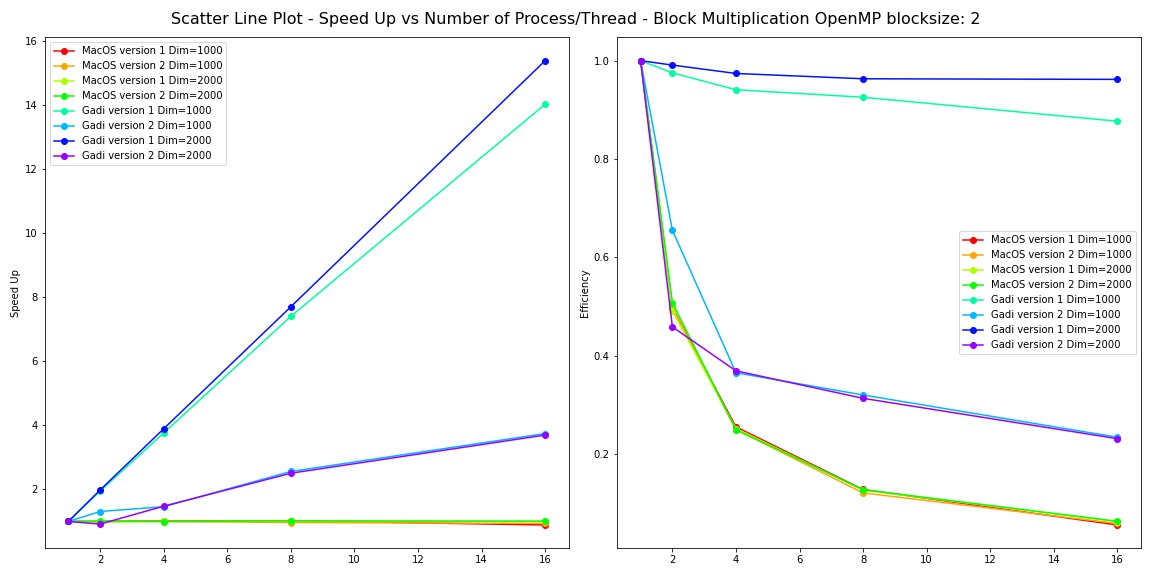 Scatter Line Plot - Speed Up vs Number of Process/Thread - Block Multiplication OpenMP blocksize: 2
Speed Up
16
14
12
10
8
6
4
2
2
4
6
8
10
12
14
16
MacOS version 1 Dim=1000
MacOS version 2 Dim=1000
MacOS version 1 Dim=2000
MacOS version 2 Dim=2000
Gadi version 1 Dim=1000
Gadi version 2 Dim=1000
Gadi version 1 Dim=2000
Gadi version 2 Dim=2000
Efficiency
1.0
0.8
0.6
0.4
0.2
2
4
6
8
10
12
14
16
MacOS version 1 Dim=1000
MacOS version 2 Dim=1000
MacOS version 1 Dim=2000
MacOS version 2 Dim=2000
Gadi version 1 Dim=1000
Gadi version 2 Dim=1000
Gadi version 1 Dim=2000
Gadi version 2 Dim=2000